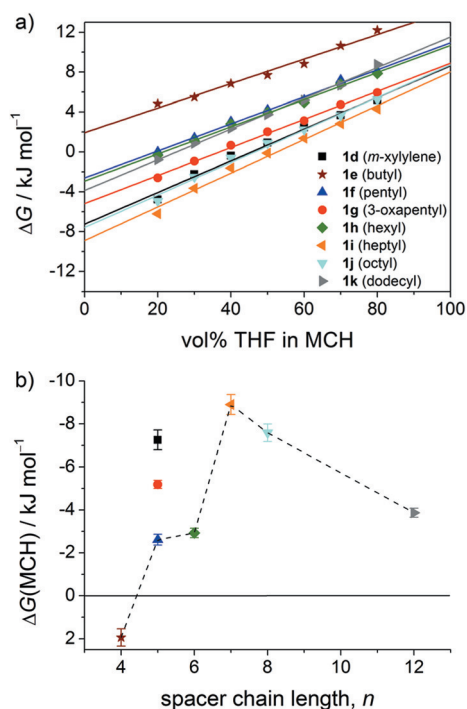 a)
12
8
4
0
-4
-8
-12
ΔG / kJ mol⁻¹
1d (m-xylylene)
1e (butyl)
1f (pentyl)
1g (3-oxapentyl)
1h (hexyl)
1i (heptyl)
1j (octyl)
1k (dodecyl)
0 20 40 60 80 100
vol% THF in MCH
b)
-10
-8
-6
-4
-2
0
2
ΔG(MCH) / kJ mol⁻¹
4 6 8 10 12
spacer chain length, n